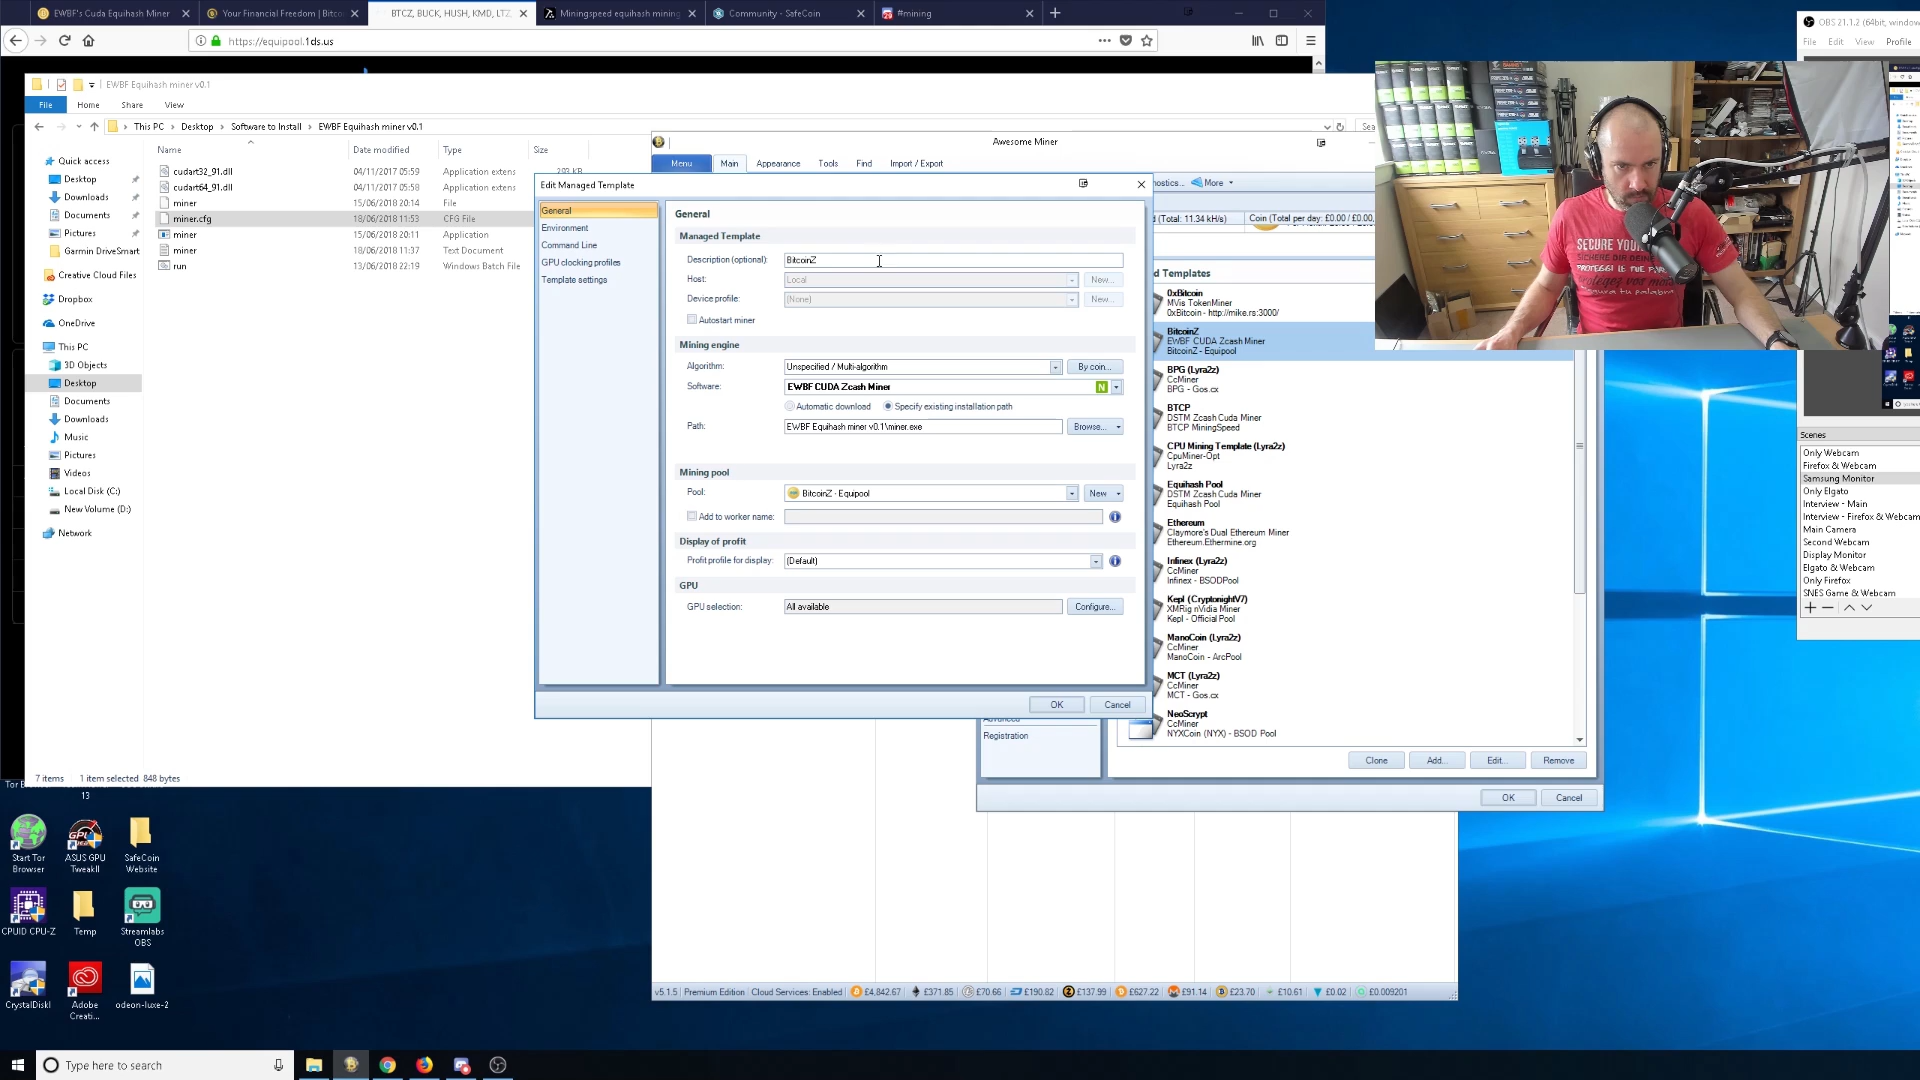 EWBF's Cuda Equihash Miner
Your Financial Freedom | Bitco
BTCZ, BUCK, HUSH, KMD, LTZ
Miningspeed equihash mining
Community - SafeCoin
#mining
https://equipool.1ds.us
OBS 21.1.2 (64bit, window
File Edit View Profile
EWBF Equihash miner v0.1
File Home Share View
This PC > Desktop > Software to Install > EWBF Equihash miner v0.1
Name Date modified Type Size
Quick access
Desktop
Downloads
Documents
Pictures
Garmin DriveSmart
Creative Cloud Files
Dropbox
OneDrive
This PC
3D Objects
Desktop
Documents
Downloads
Music
Pictures
Videos
Local Disk (C:)
New Volume (D:)
Network
cudart32_91.dll 04/11/2017 05:59 Application extens 293 KB
cudart64_91.dll 04/11/2017 05:58 Application extens
miner 15/06/2018 20:14 File
miner.cfg 18/06/2018 11:53 CFG File
miner 15/06/2018 20:11 Application
miner 18/06/2018 11:37 Text Document
run 13/06/2018 22:19 Windows Batch File
7 items 1 item selected 848 bytes
Awesome Miner
Menu Main Appearance Tools Find Import / Export
nostics... More
d (Total: 11.34 kH/s) Coin (Total per day: £0.00 / £0.00,
Edit Managed Template
General
Environment
Command Line
GPU clocking profiles
Template settings
General
Managed Template
Description (optional): BitcoinZ
Host: Local New...
Device profile: (None) New...
Autostart miner
Mining engine
Algorithm: Unspecified / Multi-algorithm By coin...
Software: EWBF CUDA Zcash Miner N
Automatic download Specify existing installation path
Path: EWBF Equihash miner v0.1\miner.exe Browse...
Mining pool
Pool: BitcoinZ - Equipool New
Add to worker name:
Display of profit
Profit profile for display: (Default)
GPU
GPU selection: All available Configure...
OK Cancel
d Templates
0xBitcoin
MVis TokenMiner
0xBitcoin - http://mike.rs:3000/
BitcoinZ
EWBF CUDA Zcash Miner
BitcoinZ - Equipool
BPG (Lyra2z)
CcMiner
BPG - Gos.cx
BTCP
DSTM Zcash Cuda Miner
BTCP MiningSpeed
CPU Mining Template (Lyra2z)
CpuMiner-Opt
Lyra2z
Equihash Pool
DSTM Zcash Cuda Miner
Equihash Pool
Ethereum
Claymore's Dual Ethereum Miner
Ethereum.Ethermine.org
Infinex (Lyra2z)
CcMiner
Infinex - BSODPool
Kepl (CryptonightV7)
XMRig nVidia Miner
Kepl - Official Pool
ManoCoin (Lyra2z)
CcMiner
ManoCoin - ArcPool
MCT (Lyra2z)
CcMiner
MCT - Gos.cx
NeoScrypt
CcMiner
NYXCoin (NYX) - BSOD Pool
Advanced
Registration
Clone Add... Edit... Remove
OK Cancel
Scenes
Only Webcam
Firefox & Webcam
Samsung Monitor
Only Elgato
Interview - Main
Interview - Firefox & Webcam
Main Camera
Second Webcam
Display Monitor
Elgato & Webcam
Only Firefox
SNES Game & Webcam
SECURE YOU
PROTEGGI LE TUE
tu palabra
v5.1.5 Premium Edition Cloud Services: Enabled £4,842.67 £371.85 £70.66 £190.82 £137.99 £627.22 £91.14 £23.70 £10.61 £0.02 £0.009201
13
Start Tor Browser
ASUS GPU TweakII
SafeCoin Website
CPUID CPU-Z
Temp
Streamlabs OBS
CrystalDiskI
Adobe Creati...
odeon-luxe-2
Type here to search